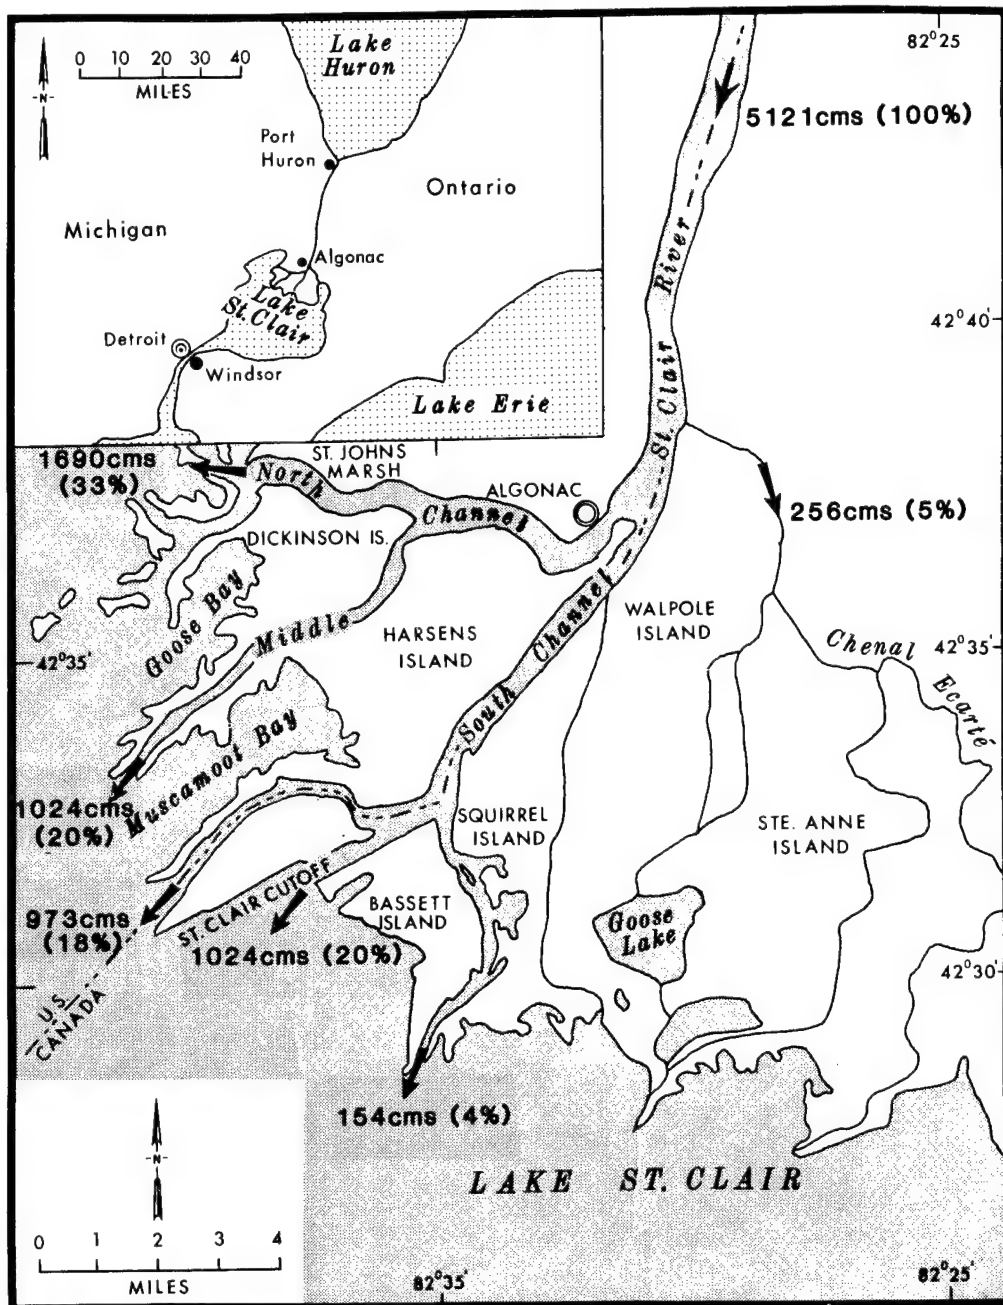 Lake
Huron
0 10 20 30 40
MILES
-N-
Port
Huron
Ontario
Michigan
Algonac
Lake
St. Clair
Detroit
Windsor
Lake Erie
82°25
5121cms (100%)
St. Clair River
42°40'
1690cms
(33%)
North Channel
ST. JOHNS
MARSH
ALGONAC
256cms (5%)
DICKINSON IS.
Goose Bay
Middle
HARSENS
ISLAND
South Channel
WALPOLE
ISLAND
Chenal
Ecarté
42°35'
42°35'
Muscamoot Bay
1024cms
(20%)
SQUIRREL
ISLAND
STE. ANNE
ISLAND
973cms
(18%)
ST. CLAIR CUTOFF
1024cms (20%)
BASSETT
ISLAND
Goose
Lake
42°30'
U.S.
CANADA
154cms (4%)
LAKE ST. CLAIR
-N-
0 1 2 3 4
MILES
82°35'
82°25'